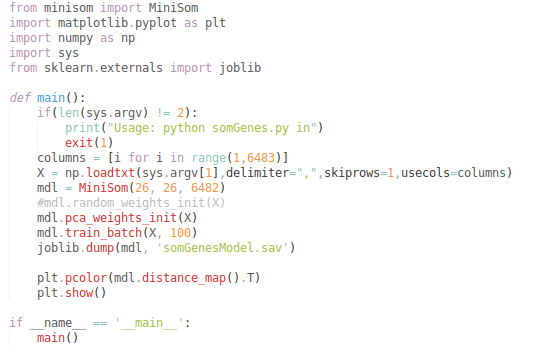 from minisom import MiniSom
import matplotlib.pyplot as plt
import numpy as np
import sys
from sklearn.externals import joblib
def main():
if(len(sys.argv) != 2):
print("Usage: python somGenes.py in")
exit(1)
columns = [i for i in range(1,6483)]
X = np.loadtxt(sys.argv[1],delimiter=",",skiprows=1,usecols=columns)
mdl = MiniSom(26, 26, 6482)
#mdl.random_weights_init(X)
mdl.pca_weights_init(X)
mdl.train_batch(X, 100)
joblib.dump(mdl, 'somGenesModel.sav')
plt.pcolor(mdl.distance_map().T)
plt.show()
if __name__ == '__main__':
main()